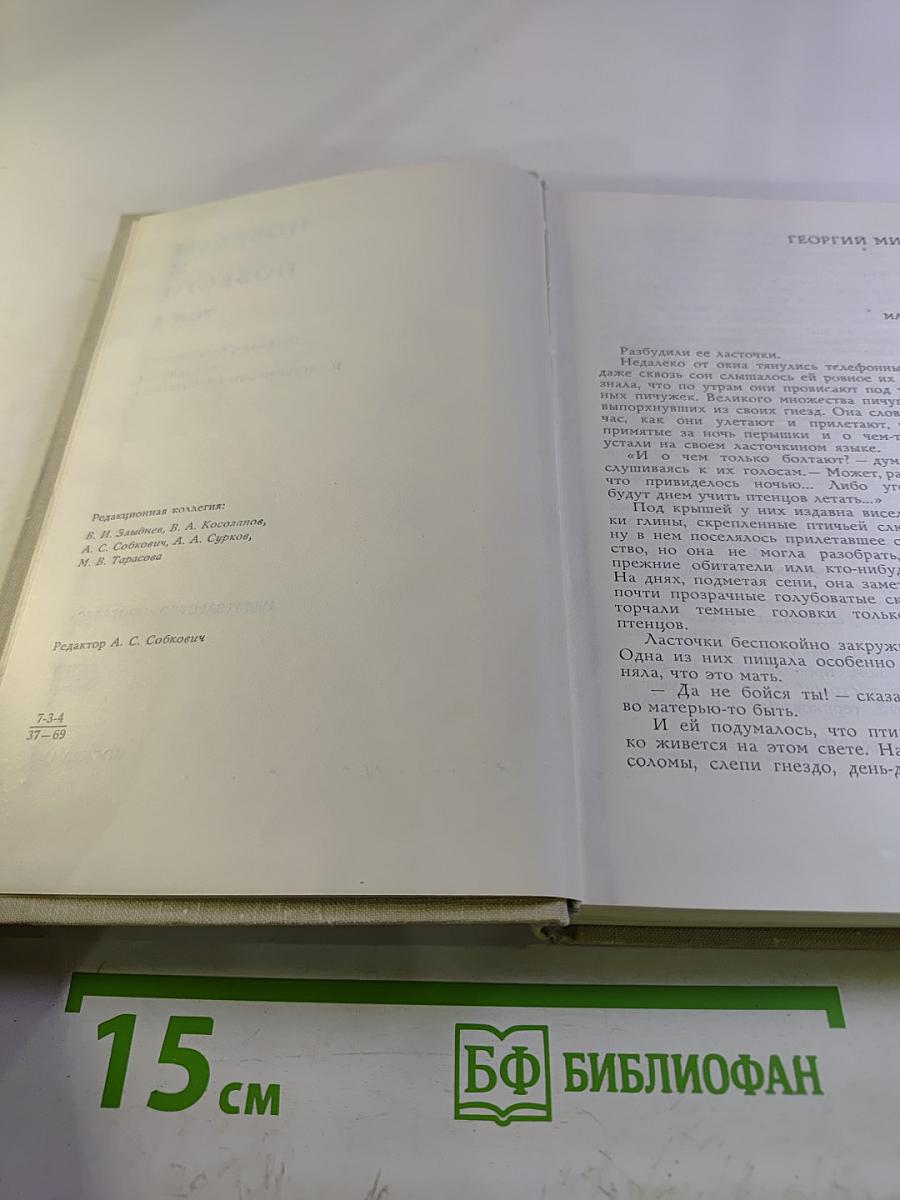 Редакционная коллегия:
В. И. Злыднев, В. А. Косолапов,
А. С. Собкович, А. А. Сурков,
М. В. Тарасова
Редактор А. С. Собкович
7-3-4
37—69
ГЕОРГИЙ МИ
Разбудили ее ласточки.
Недалеко от окна тянулись телефонны
даже сквозь сон слышалось ей ровное их
знала, что по утрам они провисают под т
ных пичужек. Великого множества пичуг
выпорхнувших из своих гнезд. Она слов
час, как они улетают и прилетают,
примятые за ночь перышки и о чем-т
устали на своем ласточкином языке.
«И о чем только болтают? — дум
слушиваясь к их голосам.— Может, ра
что привиделось ночью... Либо уго
будут днем учить птенцов летать...»
Под крышей у них издавна висел
ки глины, скрепленные птичьей слю
ну в нем поселялось прилетавшее с
ство, но она не могла разобрать,
прежние обитатели или кто-нибуд
На днях, подметая сени, она замет
почти прозрачные голубоватые ск
торчали темные головки только
птенцов.
Ласточки беспокойно закружи
Одна из них пищала особенно
няла, что это мать.
— Да не бойся ты! — сказа
во матерью-то быть.
И ей подумалось, что пти
ко живется на этом свете. На
соломы, слепи гнездо, день-д
15 см
БФ БИБЛИОФАН